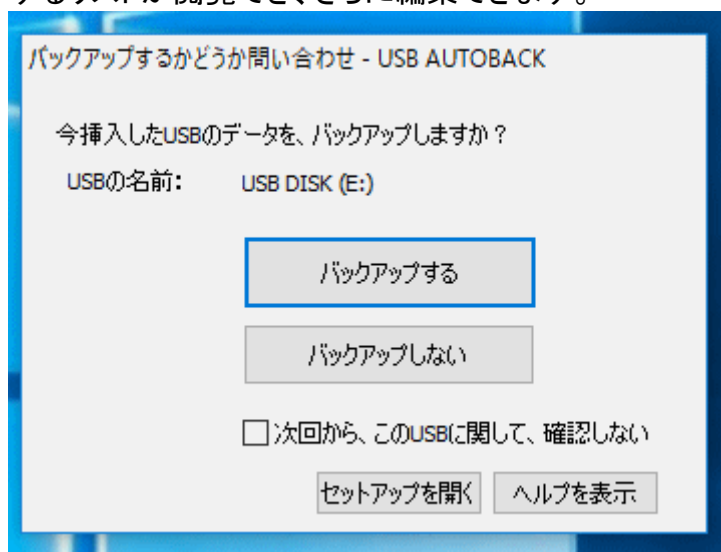 バックアップするかどうか問い合わせ - USB AUTOBACK
今挿入したUSBのデータを、バックアップしますか？
USBの名前： USB DISK (E:)
バックアップする
バックアップしない
次回から、このUSBに関して、確認しない
セットアップを開く ヘルプを表示